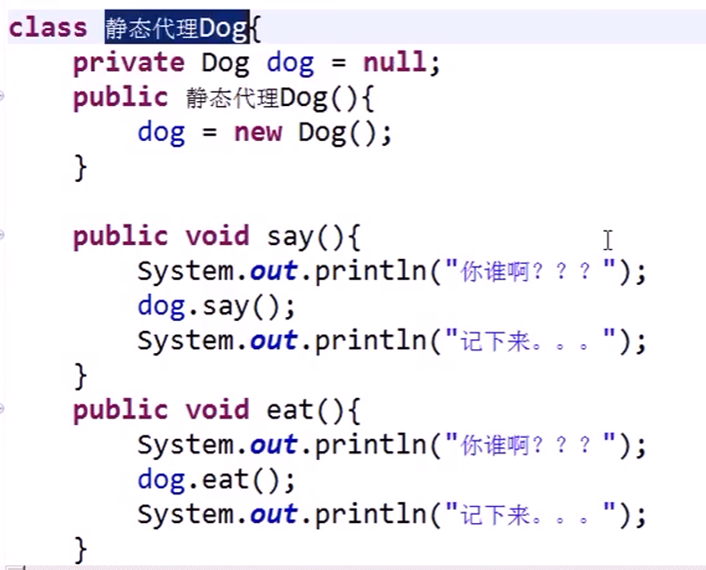 class 静态代理Dog{
private Dog dog = null;
public 静态代理Dog(){
dog = new Dog();
}
public void say(){
System.out.println("你谁啊？？？");
dog.say();
System.out.println("记下来。。。");
}
public void eat(){
System.out.println("你谁啊？？？");
dog.eat();
System.out.println("记下来。。。");
}